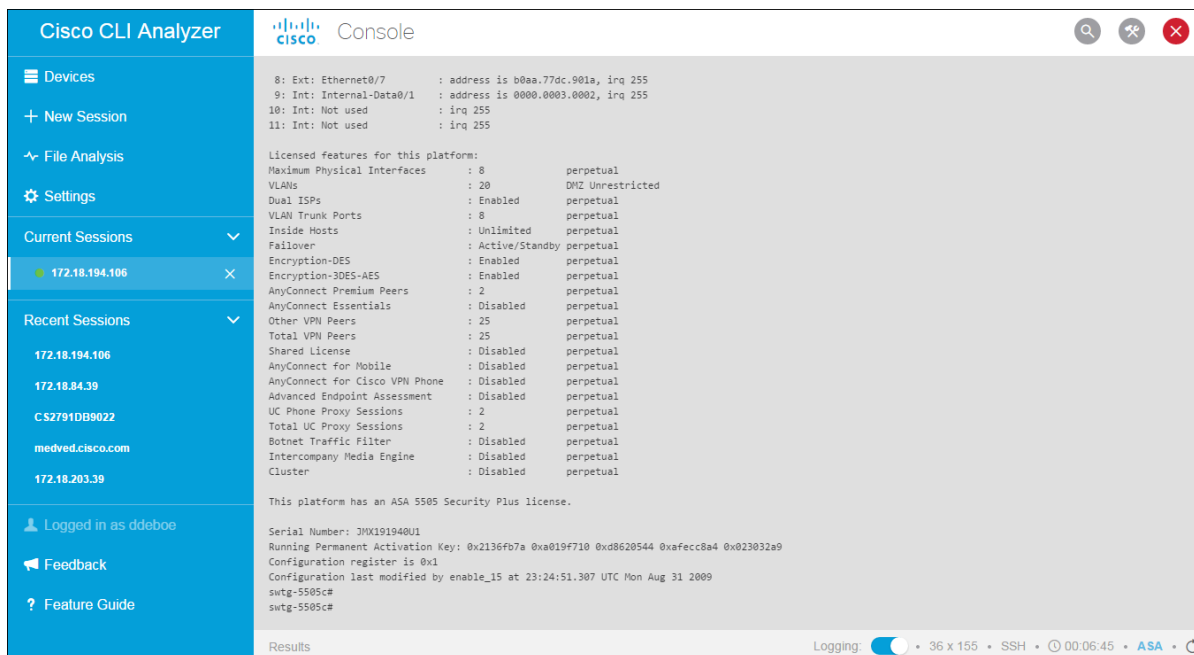 Cisco CLI Analyzer
CISCO Console
Devices
New Session
File Analysis
Settings
Current Sessions
172.18.194.106
Recent Sessions
172.18.194.106
172.18.84.39
CS2791DB9022
medved.cisco.com
172.18.203.39
Logged in as ddeboe
Feedback
? Feature Guide
8: Ext: Ethernet0/7 : address is b0aa.77dc.901a, irq 255
9: Int: Internal-Data0/1 : address is 0000.0003.0002, irq 255
10: Int: Not used : irq 255
11: Int: Not used : irq 255
Licensed features for this platform:
Maximum Physical Interfaces : 8 perpetual
VLANs : 20 DMZ Unrestricted
Dual ISPs : Enabled perpetual
VLAN Trunk Ports : 8 perpetual
Inside Hosts : Unlimited perpetual
Failover : Active/Standby perpetual
Encryption-DES : Enabled perpetual
Encryption-3DES-AES : Enabled perpetual
AnyConnect Premium Peers : 2 perpetual
AnyConnect Essentials : Disabled perpetual
Other VPN Peers : 25 perpetual
Total VPN Peers : 25 perpetual
Shared License : Disabled perpetual
AnyConnect for Mobile : Disabled perpetual
AnyConnect for Cisco VPN Phone : Disabled perpetual
Advanced Endpoint Assessment : Disabled perpetual
UC Phone Proxy Sessions : 2 perpetual
Total UC Proxy Sessions : 2 perpetual
Botnet Traffic Filter : Disabled perpetual
Intercompany Media Engine : Disabled perpetual
Cluster : Disabled perpetual
This platform has an ASA 5505 Security Plus license.
Serial Number: JMX191940U1
Running Permanent Activation Key: 0x2136fb7a 0xa019f710 0xd8620544 0xafecc8a4 0x023032a9
Configuration register is 0x1
Configuration last modified by enable_15 at 23:24:51.307 UTC Mon Aug 31 2009
swtg-5505c#
swtg-5505c#
Results Logging: • 36 x 155 • SSH • 00:06:45 • ASA •